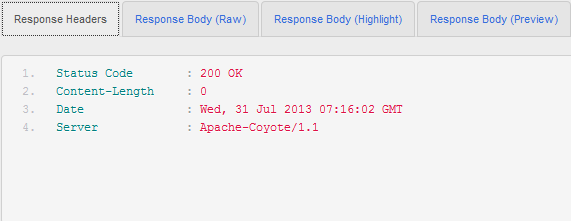 Response Headers Response Body (Raw) Response Body (Highlight) Response Body (Preview)
1. Status Code : 200 OK
2. Content-Length : 0
3. Date : Wed, 31 Jul 2013 07:16:02 GMT
4. Server : Apache-Coyote/1.1